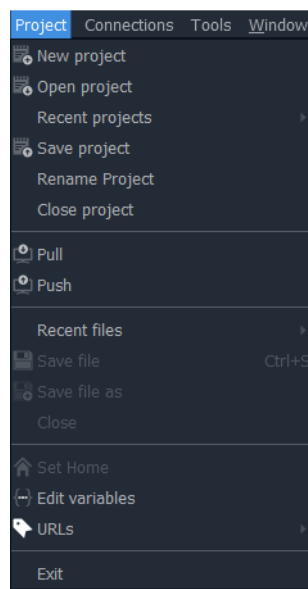 Project Connections Tools Window
New project
Open project
Recent projects
Save project
Rename Project
Close project
Pull
Push
Recent files
Save file Ctrl+S
Save file as
Close
Set Home
Edit variables
URLs
Exit